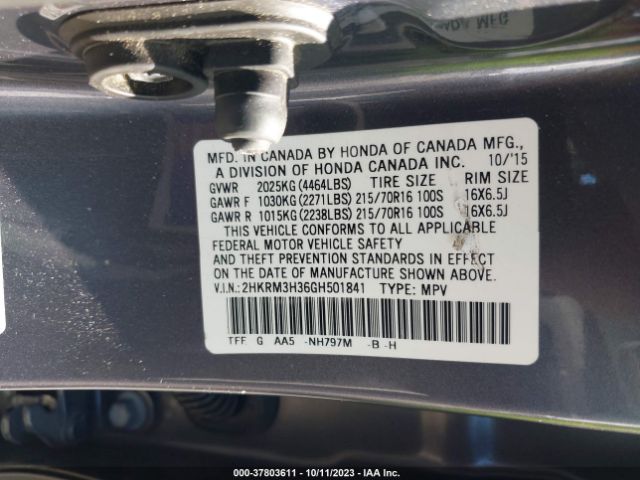 MFD. IN CANADA BY HONDA OF CANADA MFG.,
A DIVISION OF HONDA CANADA INC. 10/'15
GVWR 2025KG (4464LBS) TIRE SIZE RIM SIZE
GAWR F 1030KG (2271LBS) 215/70R16 100S 16X6.5J
GAWR R 1015KG (2238LBS) 215/70R16 100S 16X6.5J
THIS VEHICLE CONFORMS TO ALL APPLICABLE
FEDERAL MOTOR VEHICLE SAFETY
AND THEFT PREVENTION STANDARDS IN EFFECT
ON THE DATE OF MANUFACTURE SHOWN ABOVE.
V.I.N.: 2HKRM3H36GH501841 TYPE: MPV
TFF G AA5 -NH797M -B -H
000-37803611 - 10/11/2023 - IAA Inc.